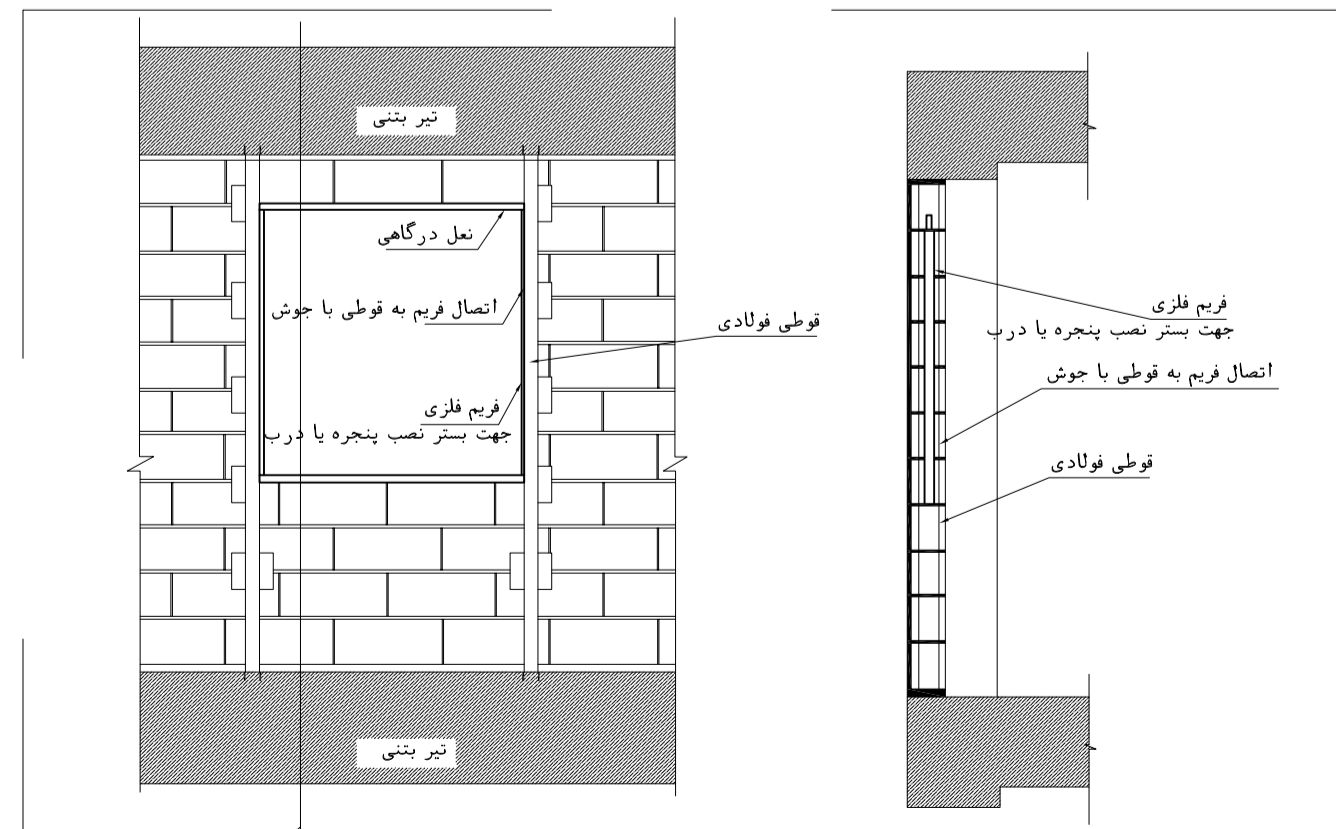 تیر بتنی
نعل درگاهی
اتصال فریم به قوطی با جوش
قوطی فولادی
فریم فلزی
جهت بستر نصب پنجره یا درب
تیر بتنی
فریم فلزی
جهت بستر نصب پنجره یا درب
اتصال فریم به قوطی با جوش
قوطی فولادی